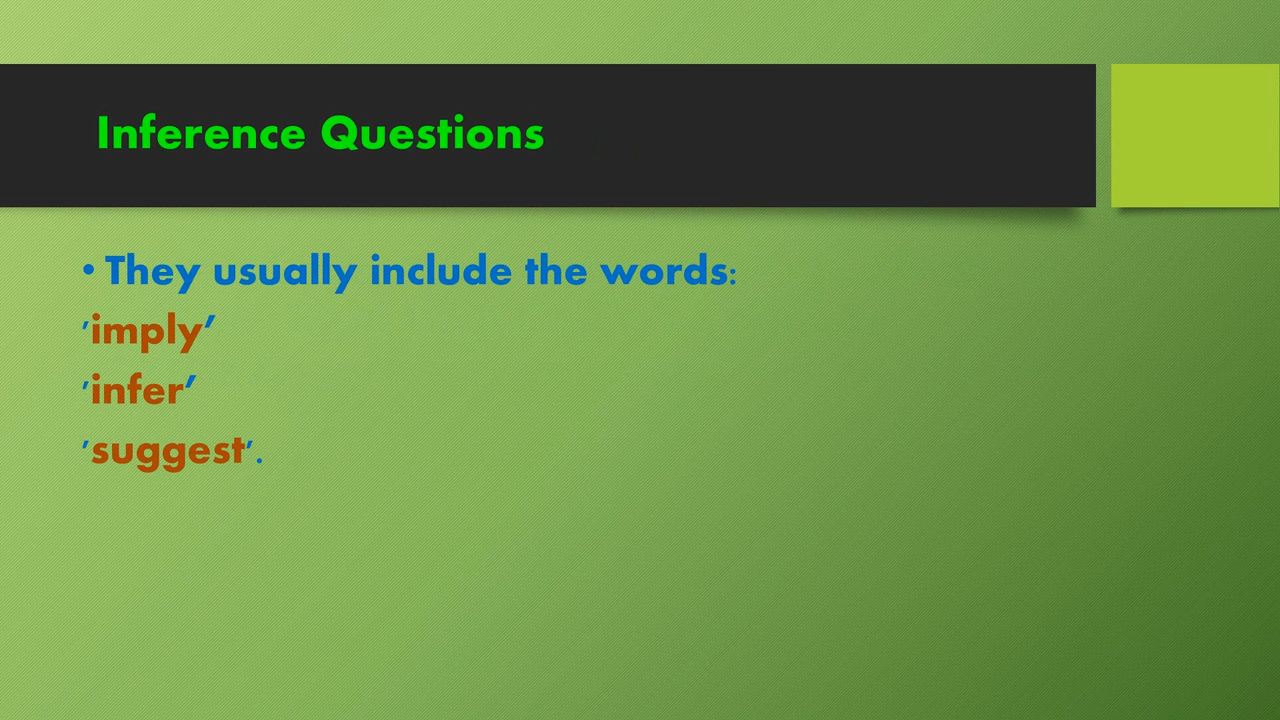 Inference Questions
• They usually include the words:
'imply’
'infer’
'suggest'.